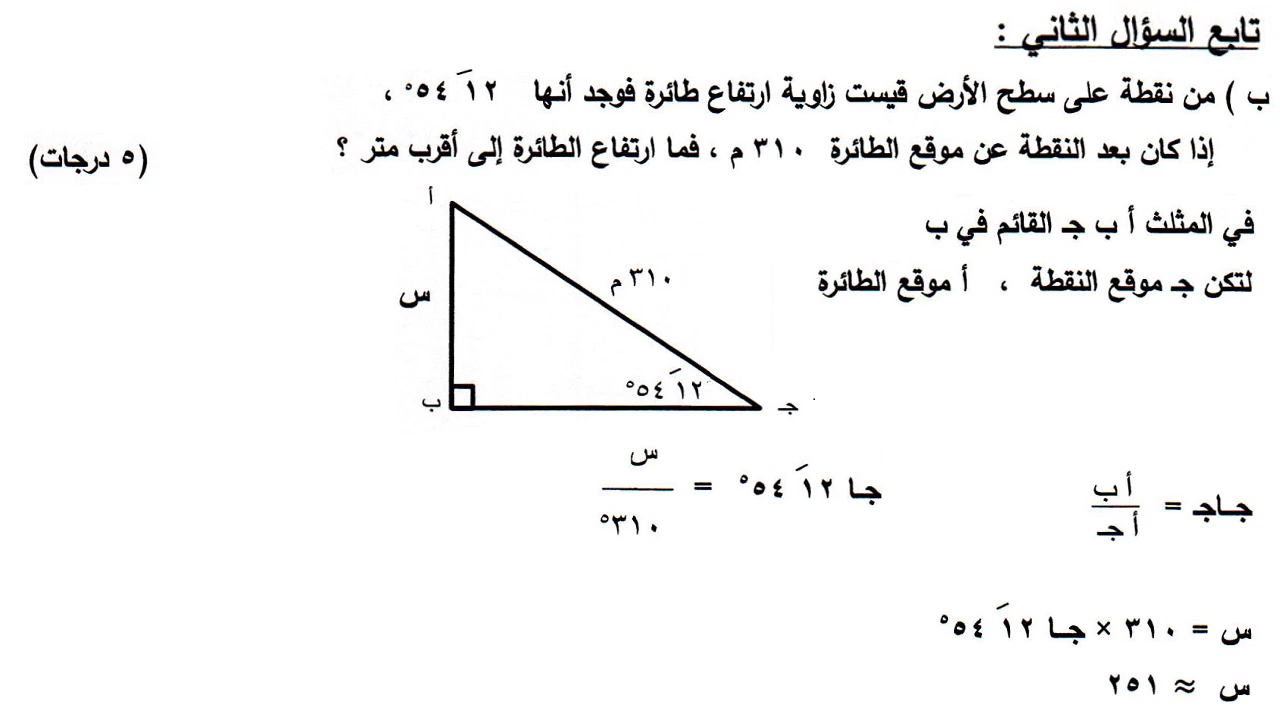 تابع السؤال الثاني :
ب ) من نقطة على سطح الأرض قيست زاوية ارتفاع طائرة فوجد أنها ١٢َ ٥٤° ،
إذا كان بعد النقطة عن موقع الطائرة ٣١٠ م ، فما ارتفاع الطائرة إلى أقرب متر ؟ (٥ درجات)
في المثلث أ ب جـ القائم في ب
لتكن جـ موقع النقطة ، أ موقع الطائرة
أ
٣١٠ م
س
١٢َ ٥٤°
ب
جـ
جـاجـ = أ ب / أ جـ
جـا ١٢َ ٥٤° = س / ٣١٠°
س = ٣١٠ × جـا ١٢َ ٥٤°
س ≈ ٢٥١